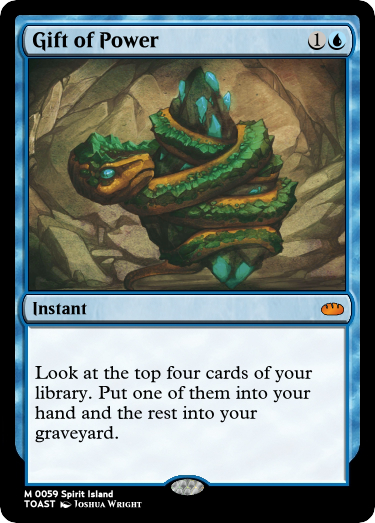 Gift of Power 1
Instant
Look at the top four cards of your
library. Put one of them into your
hand and the rest into your
graveyard.
M 0059 Spirit Island
TOAST Joshua Wright